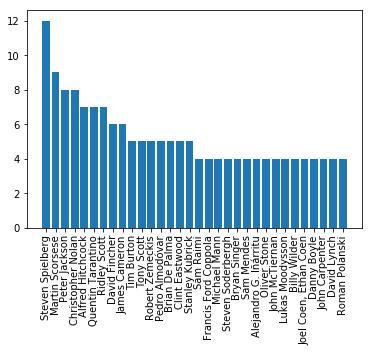 12
10
8
6
4
2
0
Steven Spielberg
Martin Scorsese
Peter Jackson
Christopher Nolan
Alfred Hitchcock
Quentin Tarantino
Ridley Scott
David Fincher
James Cameron
Tim Burton
Tony Scott
Robert Zemeckis
Pedro Almodóvar
Brian De Palma
Clint Eastwood
Stanley Kubrick
Sam Raimi
Francis Ford Coppola
Michael Mann
Steven Soderbergh
Bryan Singer
Sam Mendes
Alejandro G. Iñárritu
Oliver Stone
John McTiernan
Lukas Moodysson
Billy Wilder
Joel Coen, Ethan Coen
Danny Boyle
John Carpenter
David Lynch
Roman Polanski